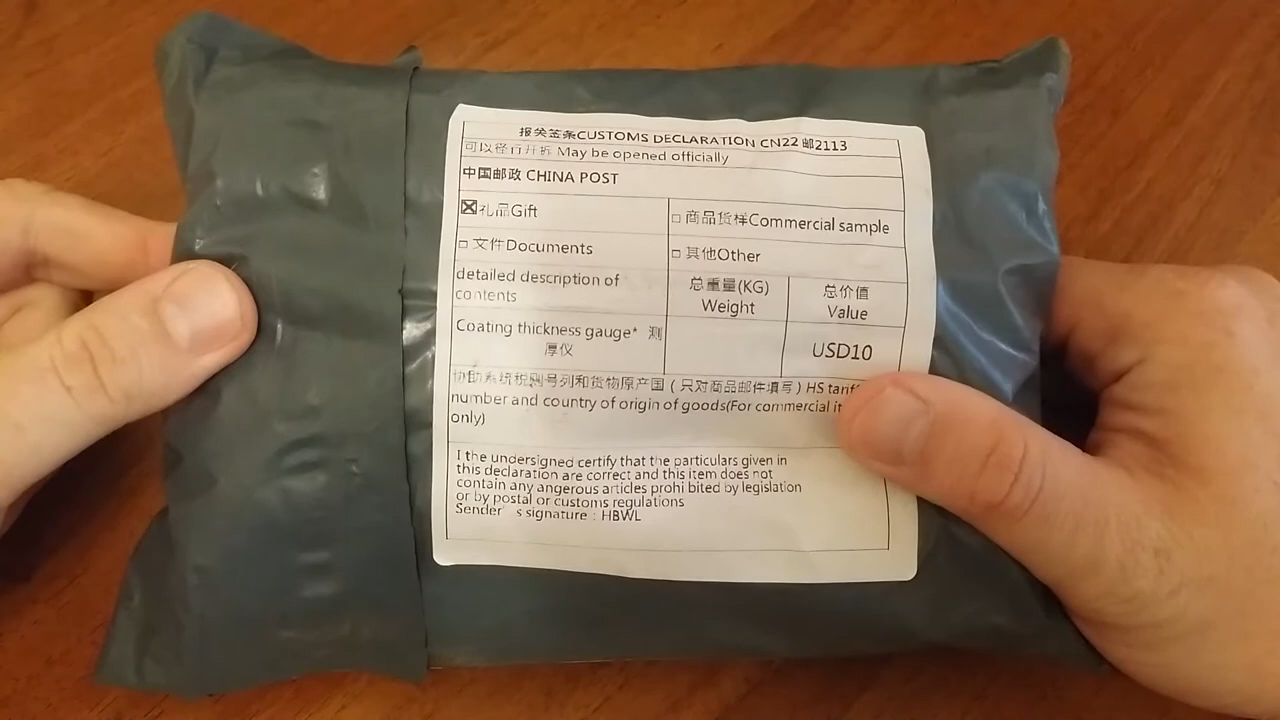 报关签条CUSTOMS DECLARATION CN22 邮2113
可以径行开拆 May be opened officially
中国邮政 CHINA POST
☒礼品Gift
□ 商品货样Commercial sample
□ 文件Documents
□ 其他Other
detailed description of
contents
总重量(KG)
Weight
总价值
Value
Coating thickness gauge* 测
厚仪
USD10
协助系统税则号列和货物原产国（只对商品邮件填写）HS
number and country of origin of goods(For commercial
only)
I the undersigned certify that the particulars given in
this declaration are correct and this item does not
contain any angerous articles prohi bited by legislation
or by postal or customs regulations
Sender' s signature : HBWL